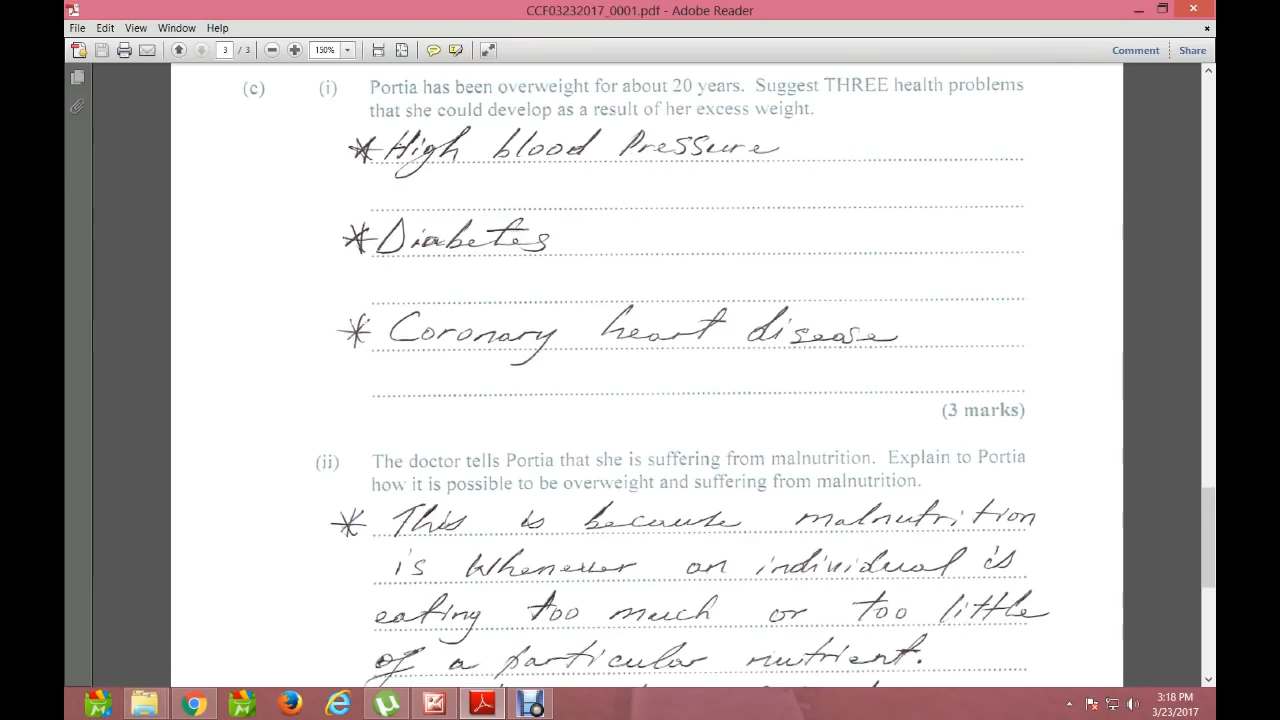 CCF03232017_0001.pdf - Adobe Reader
File Edit View Window Help
3 / 3 150% Comment Share
(c) (i) Portia has been overweight for about 20 years. Suggest THREE health problems
that she could develop as a result of her excess weight.
* High blood Pressure
* Diabetes
* Coronary heart disease
(3 marks)
(ii) The doctor tells Portia that she is suffering from malnutrition. Explain to Portia
how it is possible to be overweight and suffering from malnutrition.
* This is because malnutrition
is whenever an individual is
eating too much or too little
of a particular nutrient.
3:18 PM
3/23/2017